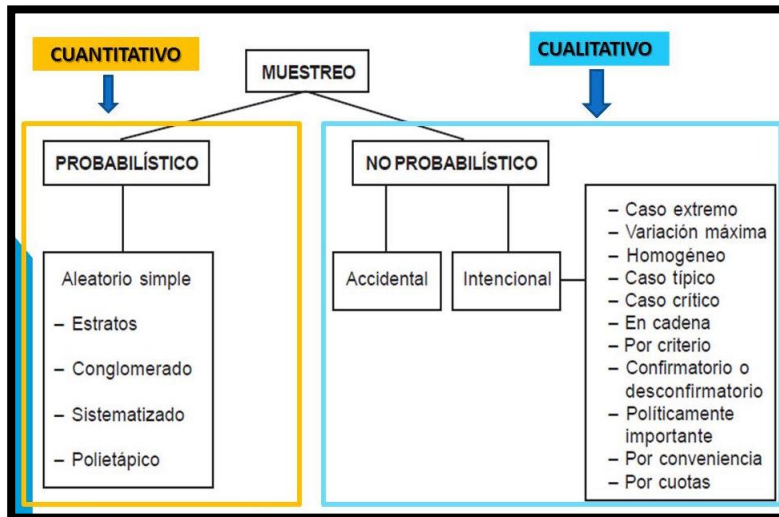 CUANTITATIVO
CUALITATIVO
MUESTREO
PROBABILÍSTICO
NO PROBABILÍSTICO
Aleatorio simple
– Estratos
– Conglomerado
– Sistematizado
– Polietápico
Accidental
Intencional
– Caso extremo
– Variación máxima
– Homogéneo
– Caso típico
– Caso crítico
– En cadena
– Por criterio
– Confirmatorio o
desconfirmatorio
– Políticamente
importante
– Por conveniencia
– Por cuotas